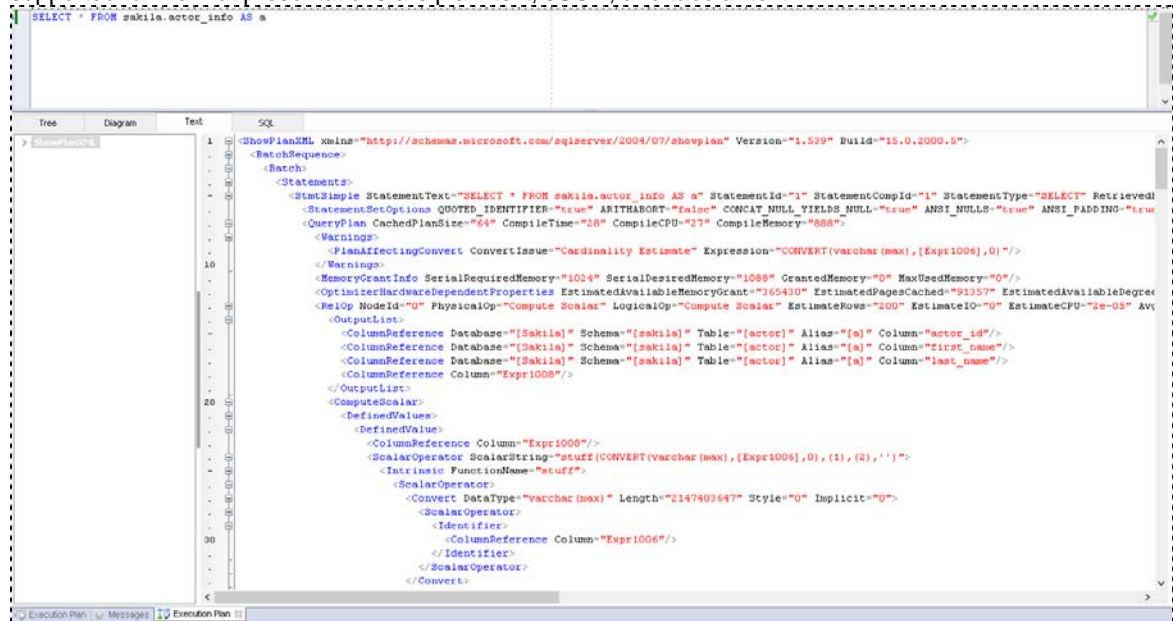 SELECT * FROM sakila.actor_info AS a
Tree Diagram Text SQL
ShowPlanXML
1 <ShowPlanXML xmlns="http://schemas.microsoft.com/sqlserver/2004/07/showplan" Version="1.539" Build="15.0.2000.5">
<BatchSequence>
<Batch>
<Statements>
<StmtSimple StatementText="SELECT * FROM sakila.actor_info AS a" StatementId="1" StatementCompId="1" StatementType="SELECT" Retrieved
<StatementSetOptions QUOTED_IDENTIFIER="true" ARITHABORT="false" CONCAT_NULL_YIELDS_NULL="true" ANSI_NULLS="true" ANSI_PADDING="true
<QueryPlan CachedPlanSize="64" CompileTime="28" CompileCPU="27" CompileMemory="888">
<Warnings>
<PlanAffectingConvert ConvertIssue="Cardinality Estimate" Expression="CONVERT(varchar(max),[Expr1006],0)"/>
10 </Warnings>
<MemoryGrantInfo SerialRequiredMemory="1024" SerialDesiredMemory="1088" GrantedMemory="0" MaxUsedMemory="0"/>
<OptimizerHardwareDependentProperties EstimatedAvailableMemoryGrant="365430" EstimatedPagesCached="91357" EstimatedAvailableDegree
<RelOp NodeId="0" PhysicalOp="Compute Scalar" LogicalOp="Compute Scalar" EstimateRows="200" EstimateIO="0" EstimateCPU="2e-05" Avg
<OutputList>
<ColumnReference Database="[Sakila]" Schema="[sakila]" Table="[actor]" Alias="[a]" Column="actor_id"/>
<ColumnReference Database="[Sakila]" Schema="[sakila]" Table="[actor]" Alias="[a]" Column="first_name"/>
<ColumnReference Database="[Sakila]" Schema="[sakila]" Table="[actor]" Alias="[a]" Column="last_name"/>
<ColumnReference Column="Expr1008"/>
</OutputList>
20 <ComputeScalar>
<DefinedValues>
<DefinedValue>
<ColumnReference Column="Expr1008"/>
<ScalarOperator ScalarString="stuff(CONVERT(varchar(max),[Expr1006],0),(1),(2),'')">
<Intrinsic FunctionName="stuff">
<ScalarOperator>
<Convert DataType="varchar(max)" Length="2147483647" Style="0" Implicit="0">
<ScalarOperator>
<Identifier>
30 <ColumnReference Column="Expr1006"/>
</Identifier>
</ScalarOperator>
</Convert>
Execution Plan Messages Execution Plan